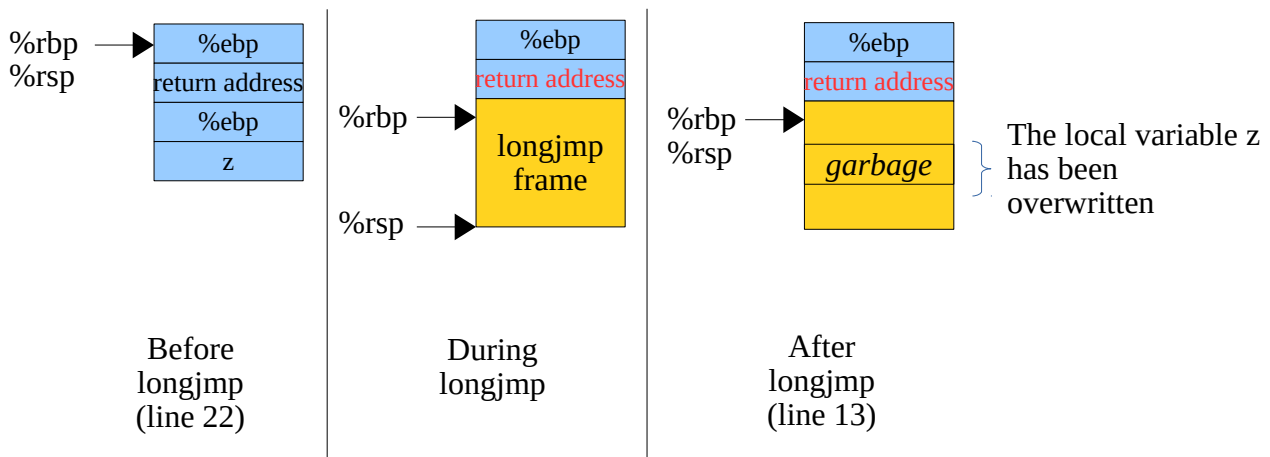 %rbp
%rsp
%ebp
return address
%ebp
z
Before
longjmp
(line 22)
%ebp
return address
%rbp
longjmp
frame
%rsp
During
longjmp
%ebp
return address
%rbp
%rsp
garbage
The local variable z
has been
overwritten
After
longjmp
(line 13)